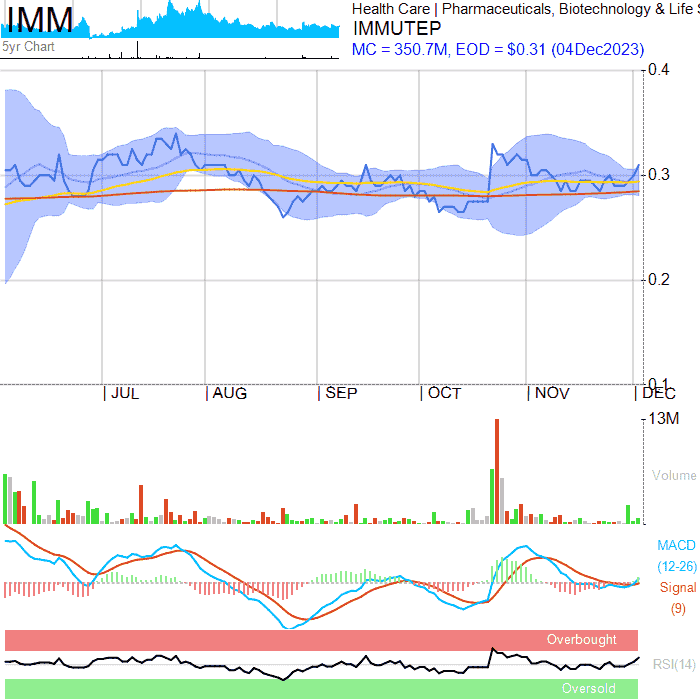 IMM
5yr Chart
Health Care | Pharmaceuticals, Biotechnology & Life S
IMMUTEP
MC = 350.7M, EOD = $0.31 (04Dec2023)
0.4
0.3
0.2
0.1
JUL AUG SEP OCT NOV DEC
13M
Volume
MACD
(12-26)
Signal
(9)
Overbought
RSI(14)
Oversold